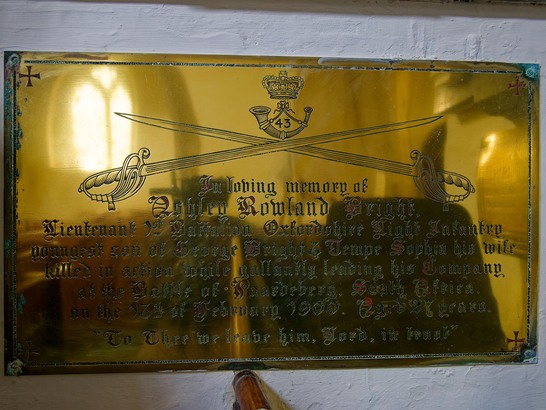 43
In loving memory of
Ashley Rowland Bright,
Lieutenant 1st Battalion Oxfordshire Light Infantry
youngest son of George Bright & Tempe Sophia his wife
killed in action while gallantly leading his Company,
at the Battle of Paardeberg South Africa.
on the of February 1900. Aged years.
"To Thee we leave him, Lord, in trust"